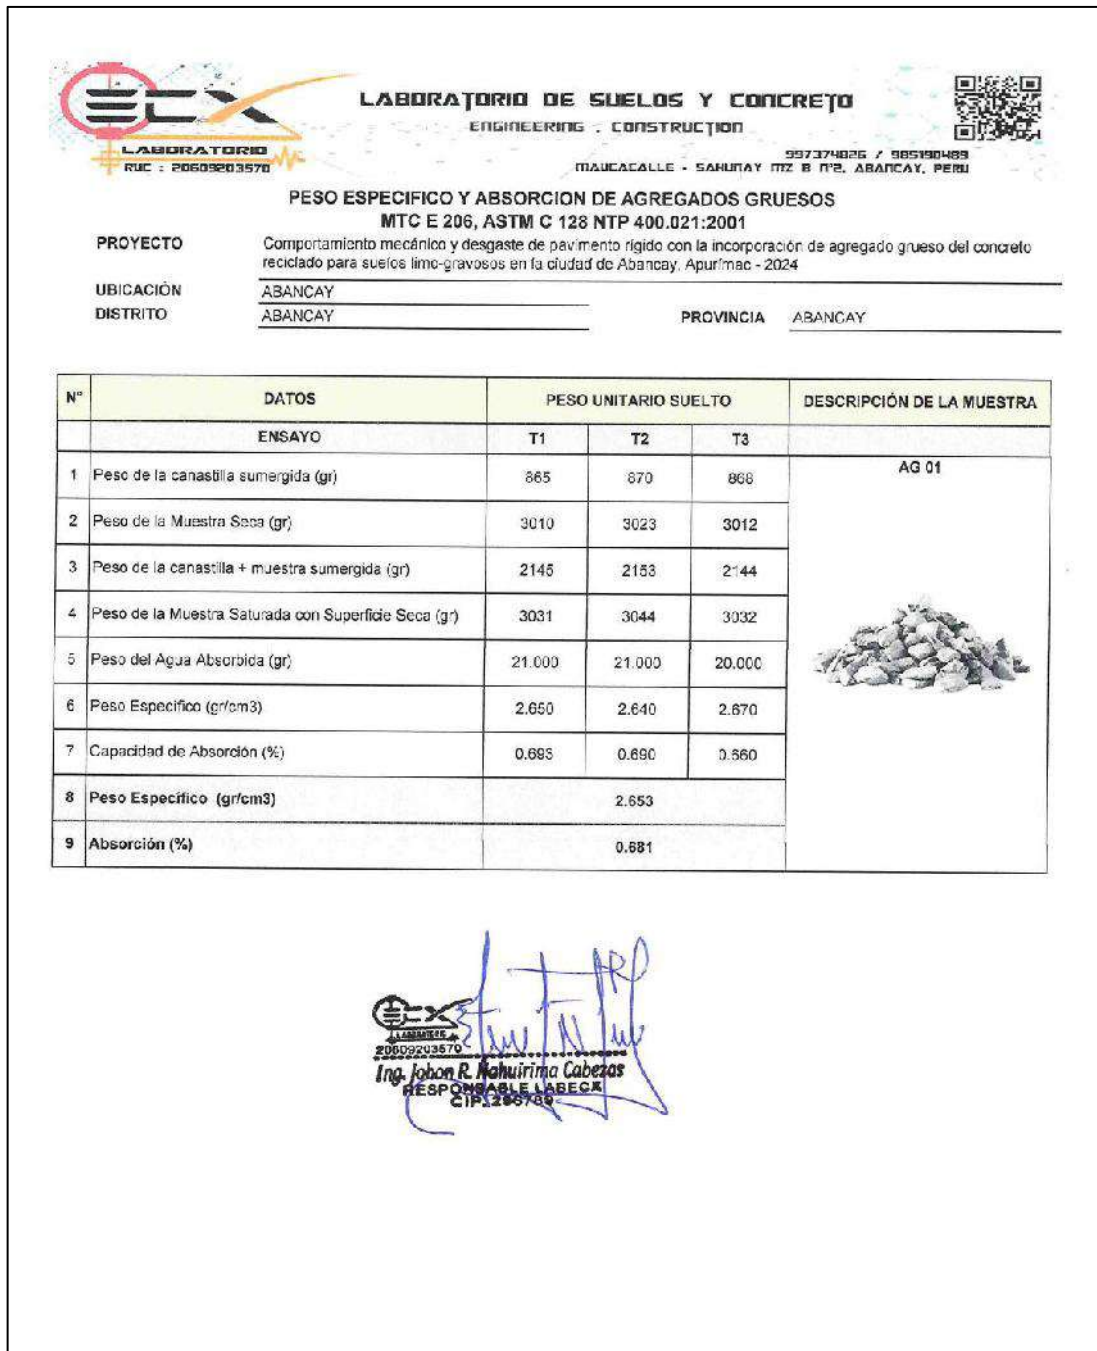 ECX
LABORATORIO
RUC : 20609203570
LABORATORIO DE SUELOS Y CONCRETO
ENGINEERING . CONSTRUCTION
997374826 / 985190489
MAUCACALLE - SAHUNAY MZ B N°2, ABANCAY, PERU
PESO ESPECIFICO Y ABSORCION DE AGREGADOS GRUESOS
MTC E 206, ASTM C 128 NTP 400.021:2001
PROYECTO Comportamiento mecánico y desgaste de pavimento rígido con la incorporación de agregado grueso del concreto
reciclado para suelos limo-gravosos en la ciudad de Abancay, Apurímac - 2024
UBICACIÓN ABANCAY
DISTRITO ABANCAY PROVINCIA ABANCAY
N° DATOS PESO UNITARIO SUELTO DESCRIPCIÓN DE LA MUESTRA
ENSAYO T1 T2 T3
1 Peso de la canastilla sumergida (gr) 865 870 868 AG 01
2 Peso de la Muestra Seca (gr) 3010 3023 3012
3 Peso de la canastilla + muestra sumergida (gr) 2145 2153 2144
4 Peso de la Muestra Saturada con Superficie Seca (gr) 3031 3044 3032
5 Peso del Agua Absorbida (gr) 21.000 21.000 20.000
6 Peso Especifico (gr/cm3) 2.650 2.640 2.670
7 Capacidad de Absorción (%) 0.693 0.690 0.660
8 Peso Específico (gr/cm3) 2.653
9 Absorción (%) 0.681
ECX
LABORATORIO
20609203570
Ing. Johon R. Nahuirima Cabezas
RESPONSABLE LABECX